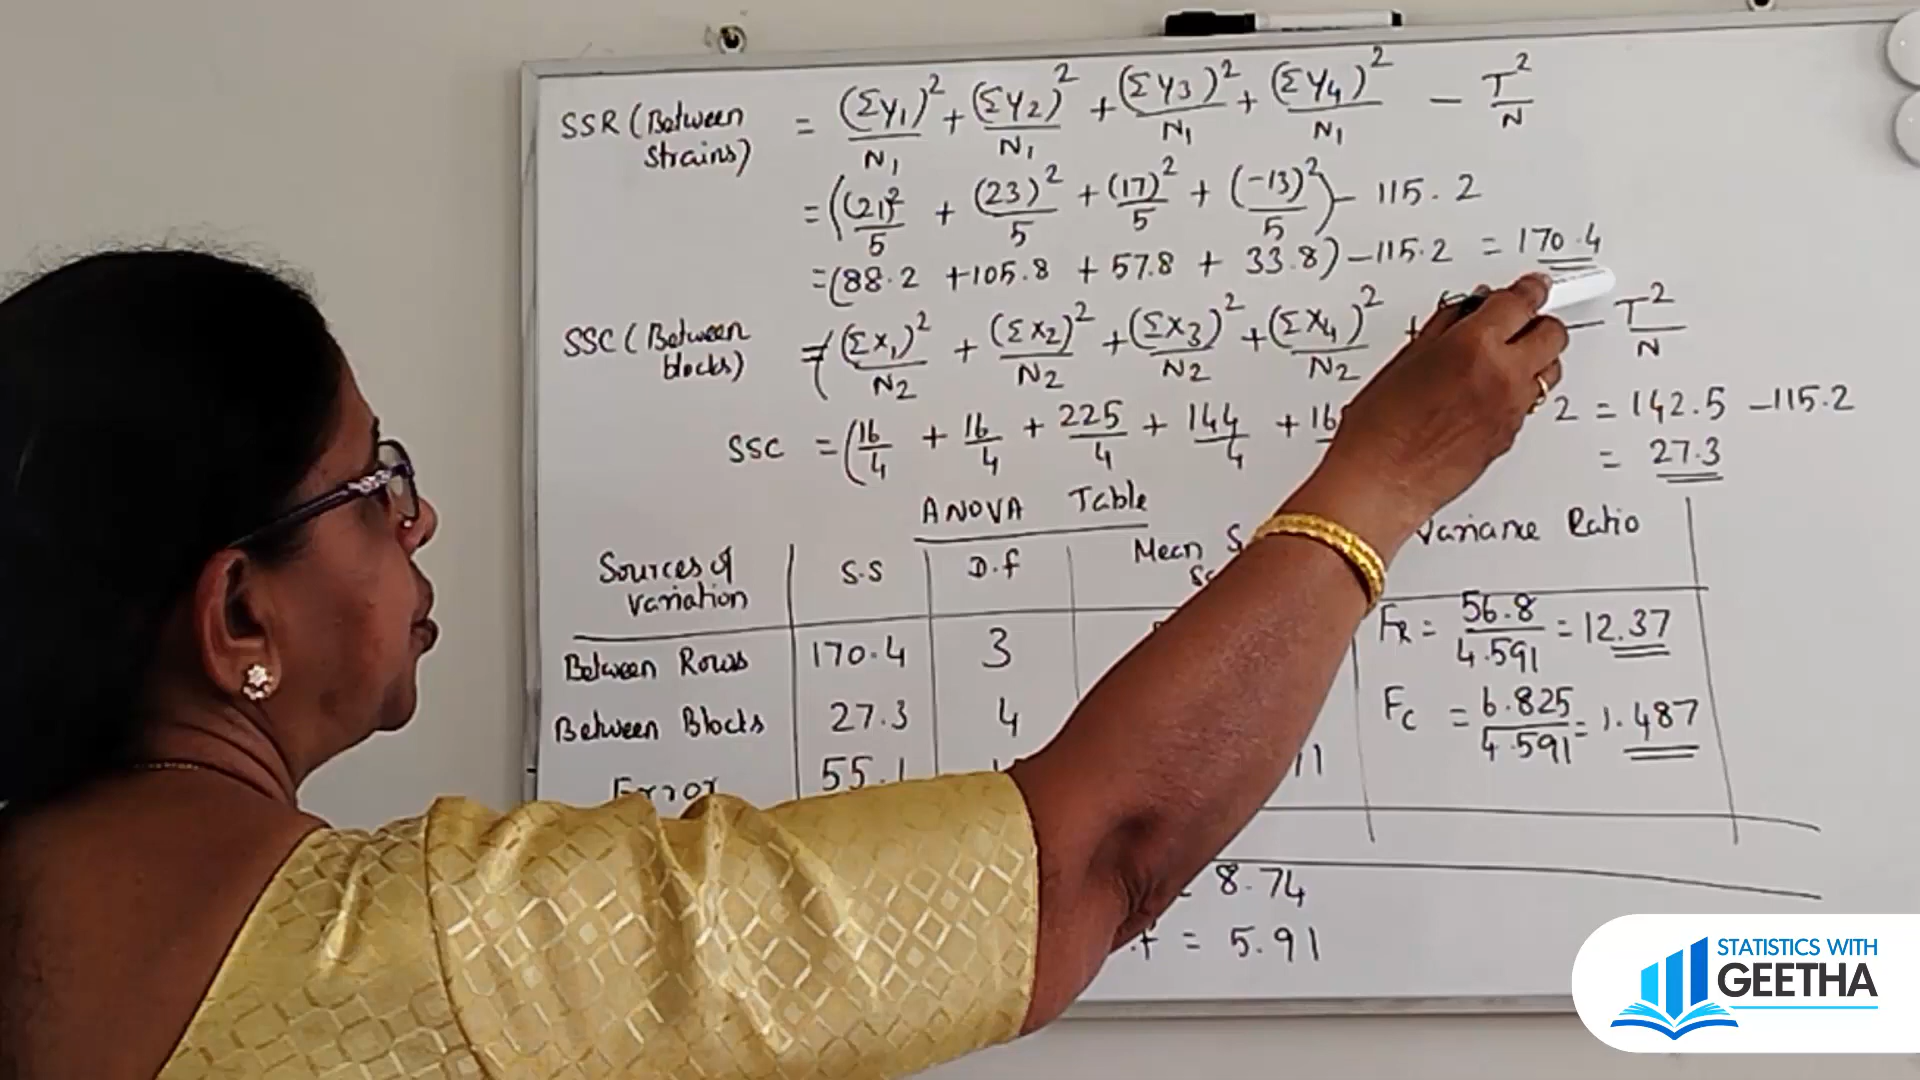 SSR (Between strains) = (Σy₁)²/N₁ + (Σy₂)²/N₁ + (Σy₃)²/N₁ + (Σy₄)²/N₁ − T²/N
= ((21)²/5 + (23)²/5 + (17)²/5 + (-13)²/5) − 115.2
= (88.2 + 105.8 + 57.8 + 33.8) − 115.2 = 170.4
SSC (Between blocks) = ((Σx₁)²/N₂ + (Σx₂)²/N₂ + (Σx₃)²/N₂ + (Σx₄)²/N₂ + − T²/N
SSC = (16/4 + 16/4 + 225/4 + 144/4 + 2 = 142.5 − 115.2
= 27.3
ANOVA Table
Sources of variation S.S D.f Mean Variance Ratio
Between Rows 170.4 3 F_R = 56.8/4.591 = 12.37
Between Blocks 27.3 4 F_C = 6.825/4.591 = 1.487
Error 55.1
8.74
= 5.91
STATISTICS WITH
GEETHA